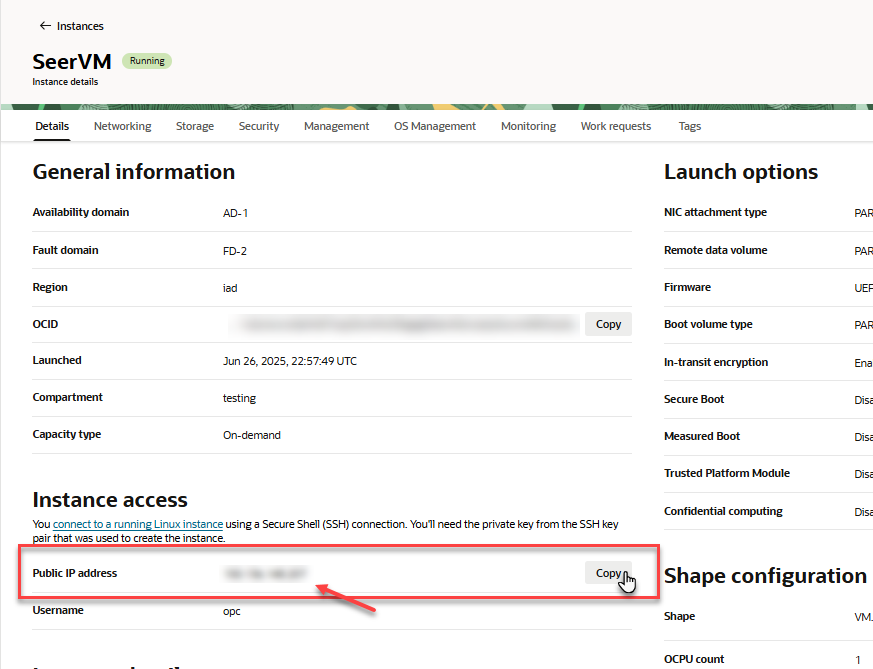 Instances
SeerVM Running
Instance details
Details Networking Storage Security Management OS Management Monitoring Work requests Tags
General information
Availability domain AD-1
Fault domain FD-2
Region iad
OCID Copy
Launched Jun 26, 2025, 22:57:49 UTC
Compartment testing
Capacity type On-demand
Instance access
You connect to a running Linux instance using a Secure Shell (SSH) connection. You'll need the private key from the SSH key
pair that was used to create the instance.
Public IP address Copy
Username opc
Launch options
NIC attachment type PAR
Remote data volume PAR
Firmware UEF
Boot volume type PAR
In-transit encryption Ena
Secure Boot Disa
Measured Boot Disa
Trusted Platform Module Disa
Confidential computing Disa
Shape configuration
Shape VM.
OCPU count 1